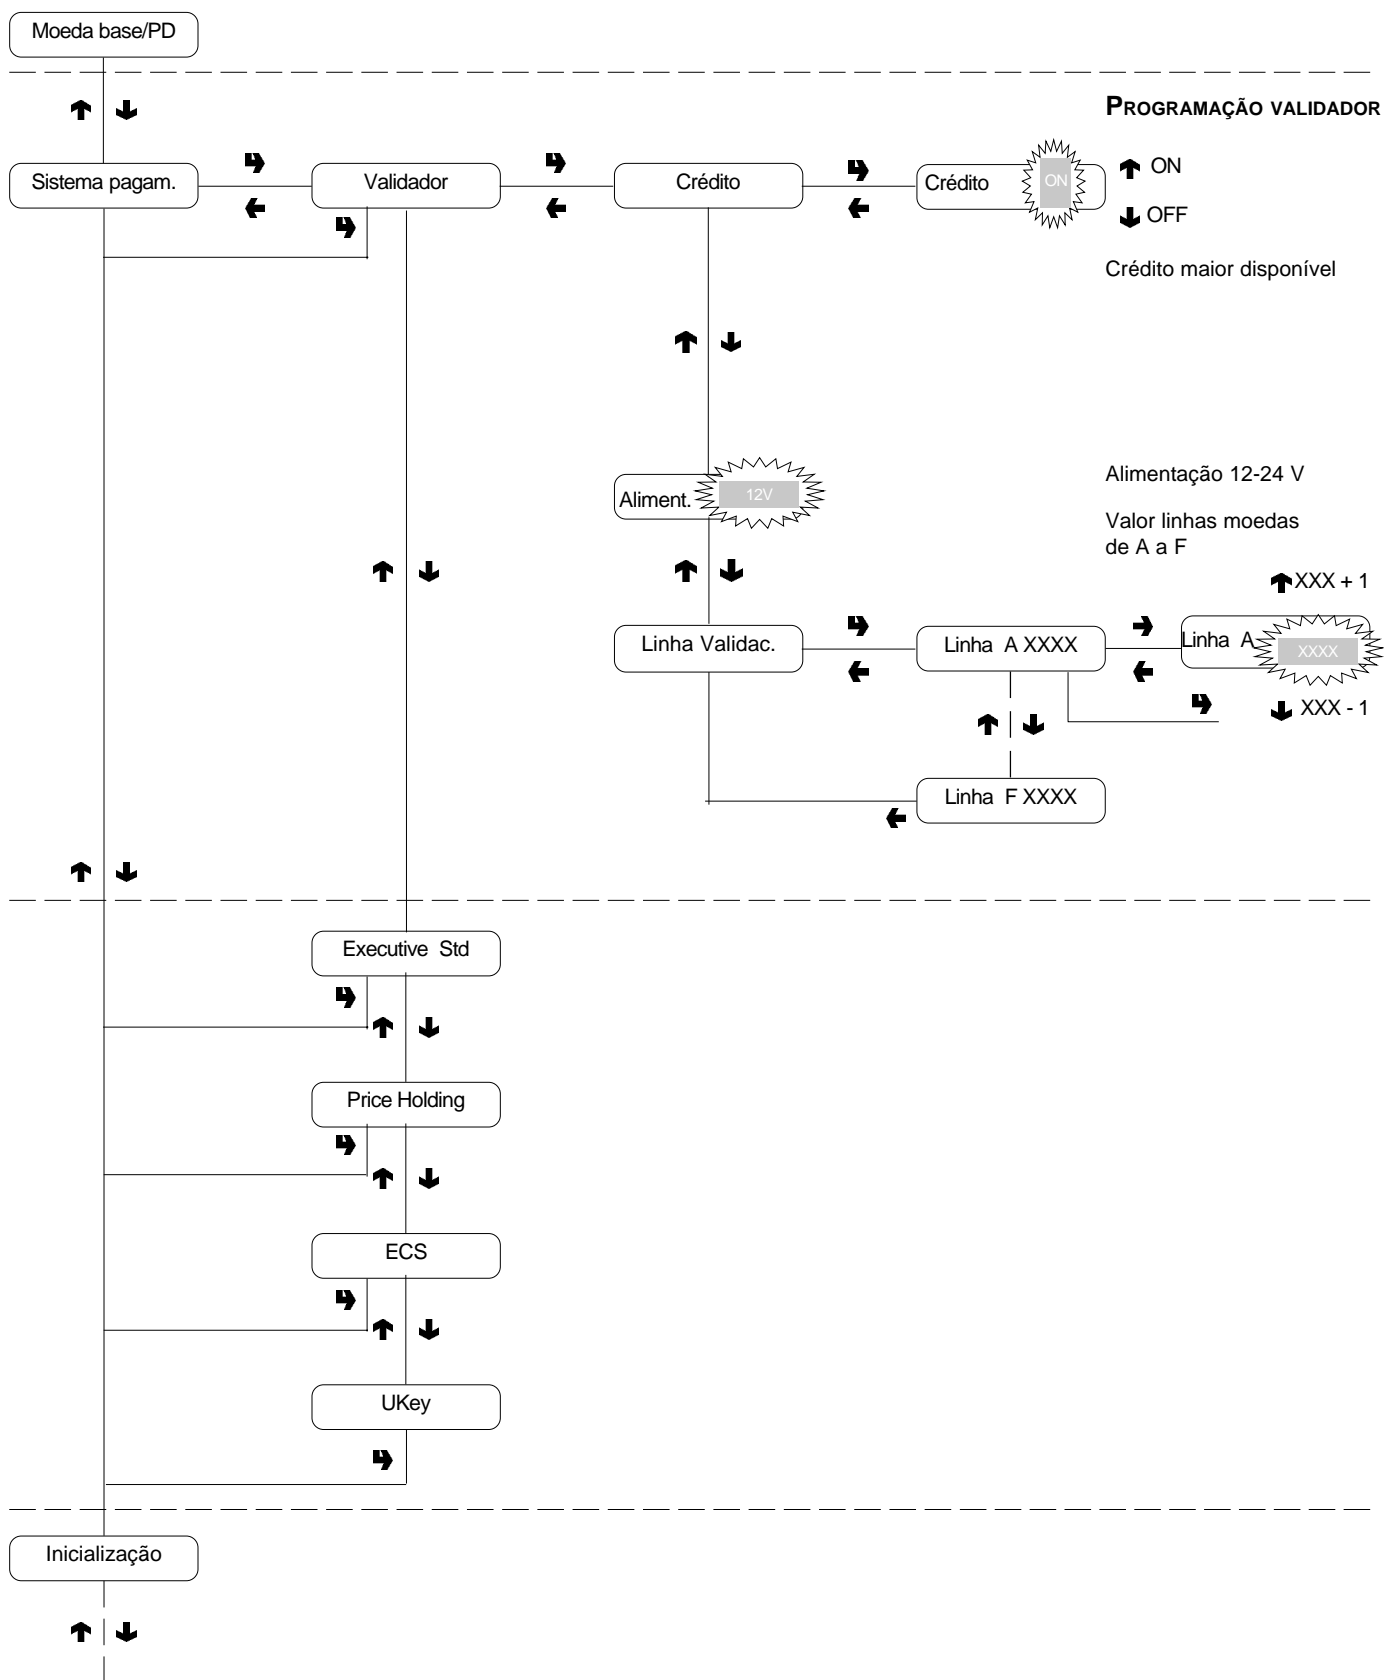 Moeda base/PD
PROGRAMAÇÃO VALIDADOR
Sistema pagam.
Validador
Crédito
Crédito
ON
ON
OFF
Crédito maior disponível
Aliment.
12V
Alimentação 12-24 V
Valor linhas moedas
de A a F
XXX + 1
Linha Validac.
Linha A XXXX
Linha A
XXXX
XXX - 1
Linha F XXXX
Executive Std
Price Holding
ECS
UKey
Inicialização